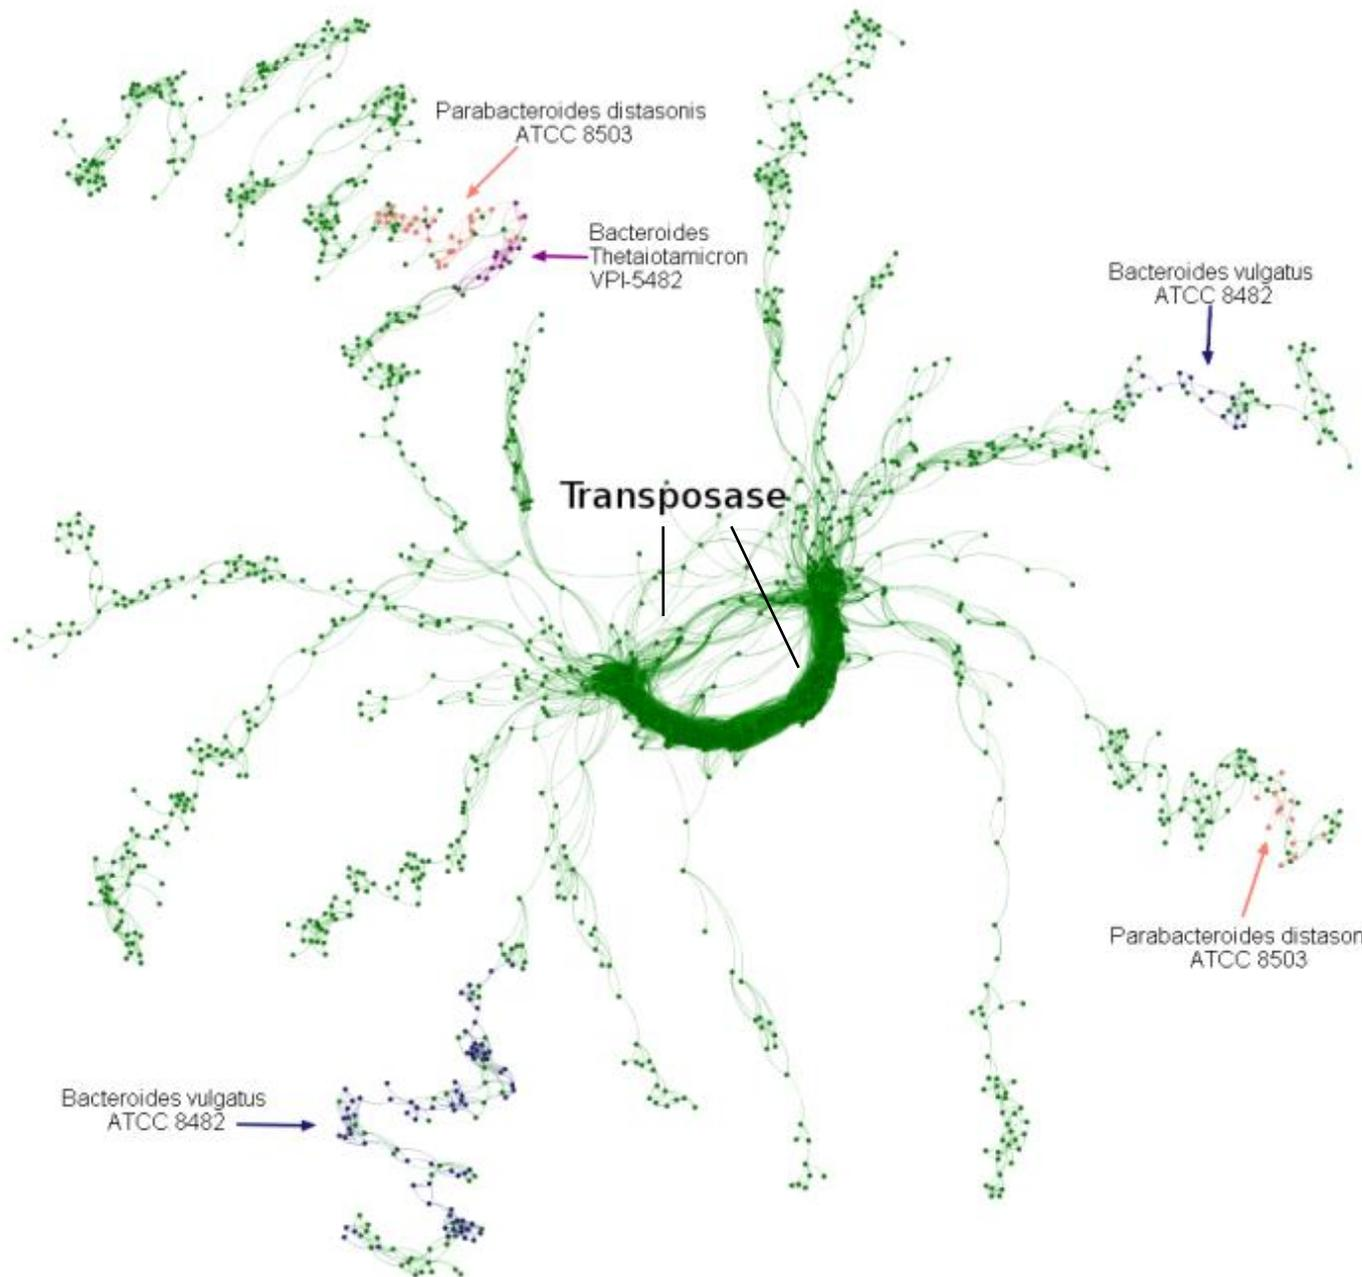 Parabacteroides distasonis
ATCC 8503
Bacteroides
Thetaiotamicron
VPI-5482
Bacteroides vulgatus
ATCC 8482
Transposase
Parabacteroides distason
ATCC 8503
Bacteroides vulgatus
ATCC 8482